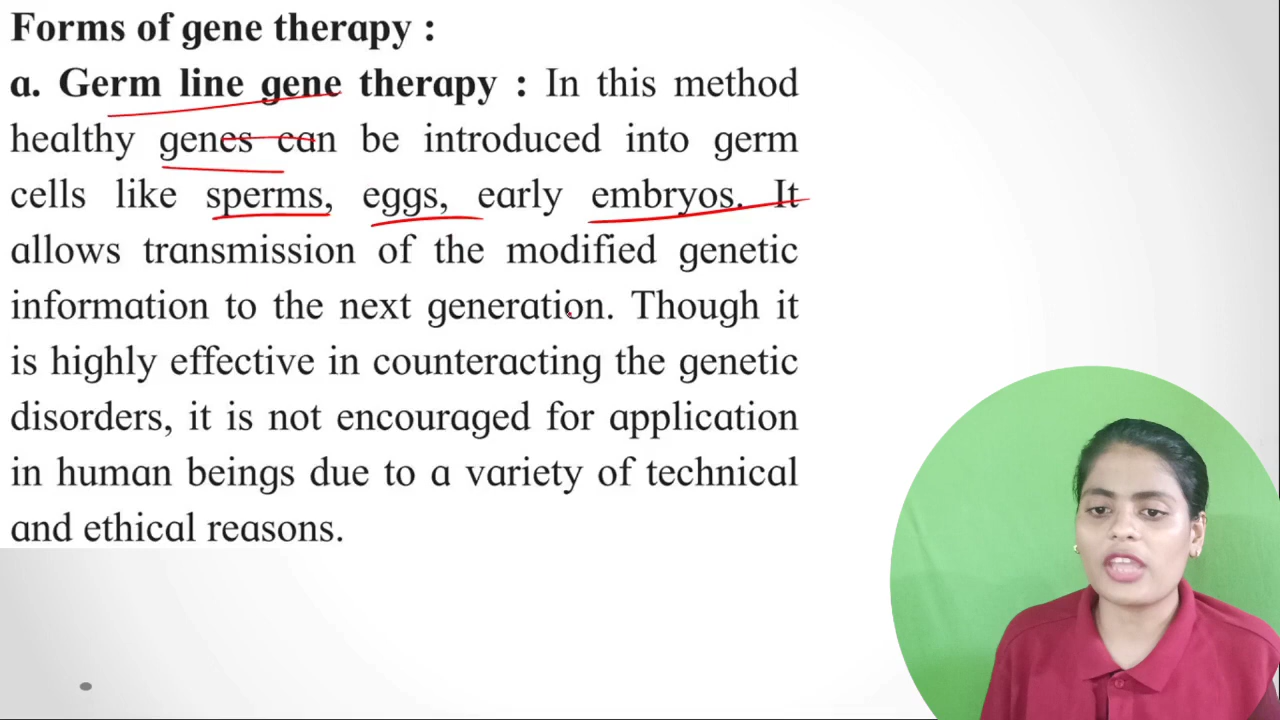 Forms of gene therapy :
a. Germ line gene therapy : In this method
healthy genes can be introduced into germ
cells like sperms, eggs, early embryos. It
allows transmission of the modified genetic
information to the next generation. Though it
is highly effective in counteracting the genetic
disorders, it is not encouraged for application
in human beings due to a variety of technical
and ethical reasons.